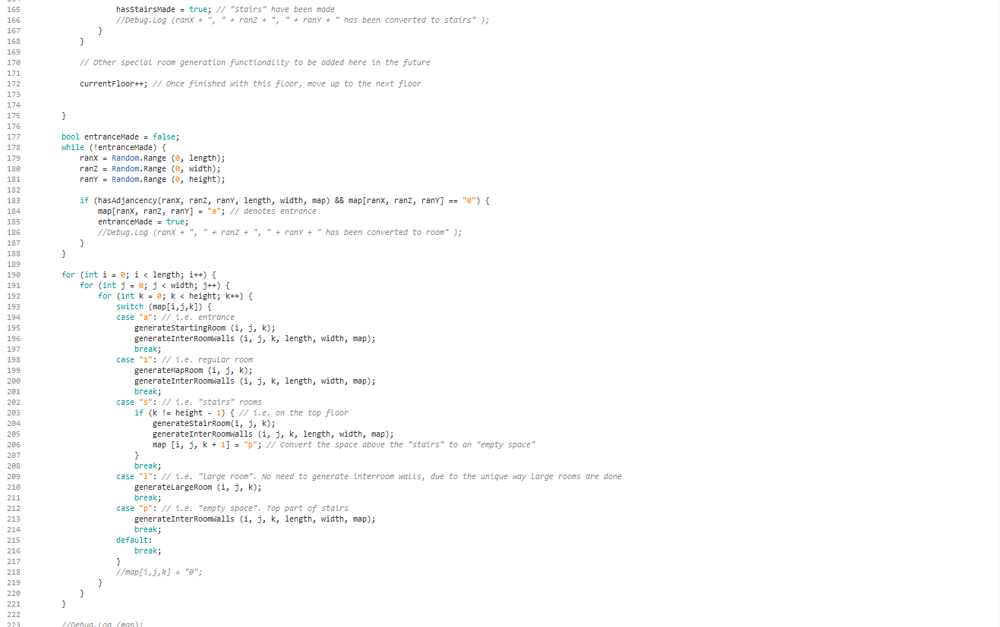 165 hasStairsMade = true; // "Stairs" have been made
166 //Debug.Log (ranX + ", " + ranZ + ", " + ranY + " has been converted to stairs" );
167 }
168 }
169
170 // Other special room generation functionality to be added here in the future
171
172 currentFloor++; // Once finished with this floor, move up to the next floor
173
174
175 }
176
177 bool entranceMade = false;
178 while (!entranceMade) {
179 ranX = Random.Range (0, length);
180 ranZ = Random.Range (0, width);
181 ranY = Random.Range (0, height);
182
183 if (hasAdjancency(ranX, ranZ, ranY, length, width, map) && map[ranX, ranZ, ranY] == "0") {
184 map[ranX, ranZ, ranY] = "a"; // denotes entrance
185 entranceMade = true;
186 //Debug.Log (ranX + ", " + ranZ + ", " + ranY + " has been converted to room" );
187 }
188 }
189
190 for (int i = 0; i < length; i++) {
191 for (int j = 0; j < width; j++) {
192 for (int k = 0; k < height; k++) {
193 switch (map[i,j,k]) {
194 case "a": // i.e. entrance
195 generateStartingRoom (i, j, k);
196 generateInterRoomWalls (i, j, k, length, width, map);
197 break;
198 case "1": // i.e. regular room
199 generateMapRoom (i, j, k);
200 generateInterRoomWalls (i, j, k, length, width, map);
201 break;
202 case "s": // i.e. "stairs" rooms
203 if (k != height - 1) { // i.e. on the top floor
204 generateStairRoom(i, j, k);
205 generateInterRoomWalls (i, j, k, length, width, map);
206 map [i, j, k + 1] = "p"; // Convert the space above the "stairs" to an "empty space"
207 }
208 break;
209 case "l": // i.e. "large room". No need to generate interroom walls, due to the unique way large rooms are done
210 generateLargeRoom (i, j, k);
211 break;
212 case "p": // i.e. "empty space". Top part of stairs
213 generateInterRoomWalls (i, j, k, length, width, map);
214 break;
215 default:
216 break;
217 }
218 //map[i,j,k] = "0";
219 }
220 }
221 }
222
223 //Debug.Log (map);